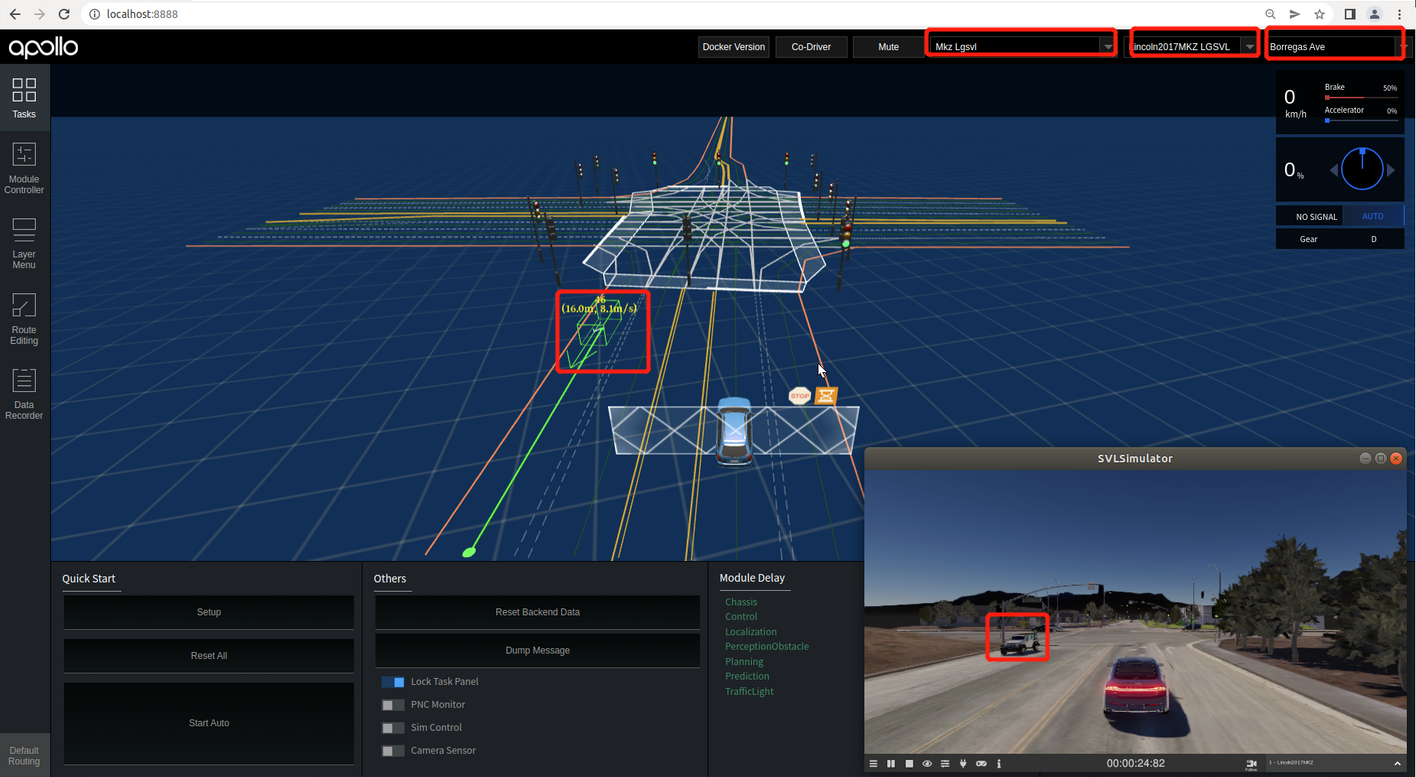 localhost:8888
apollo
Docker Version
Co-Driver
Mute
Mkz Lgsvl
incoln2017MKZ LGSVL
Borregas Ave
Tasks
Module
Controller
Layer
Menu
Route
Editing
Data
Recorder
Default
Routing
0
km/h
Brake 50%
Accelerator 0%
0 %
NO SIGNAL AUTO
Gear D
46
(16.0m, 8.1m/s)
STOP
Quick Start
Setup
Reset All
Start Auto
Others
Reset Backend Data
Dump Message
Lock Task Panel
PNC Monitor
Sim Control
Camera Sensor
Module Delay
Chassis
Control
Localization
PerceptionObstacle
Planning
Prediction
TrafficLight
SVLSimulator
00:00:24:82
Follow
1 - Lincoln2017MKZ